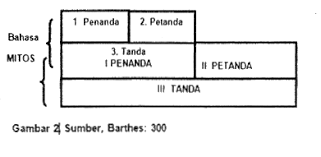 1 Penanda
2. Petanda
Bahasa
3. Tanda
MITOS
I PENANDA
II PETANDA
III TANDA
Gambar 2 Sumber, Barthes: 300